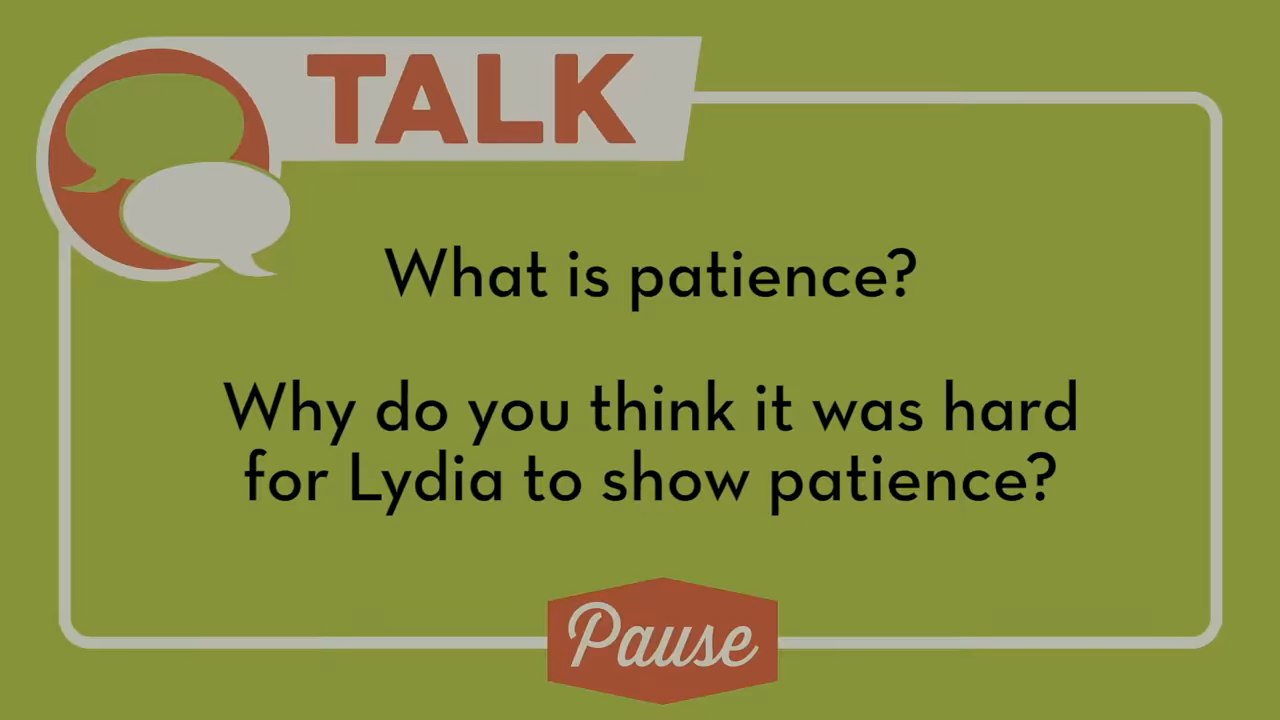 TALK
What is patience?
Why do you think it was hard
for Lydia to show patience?
Pause